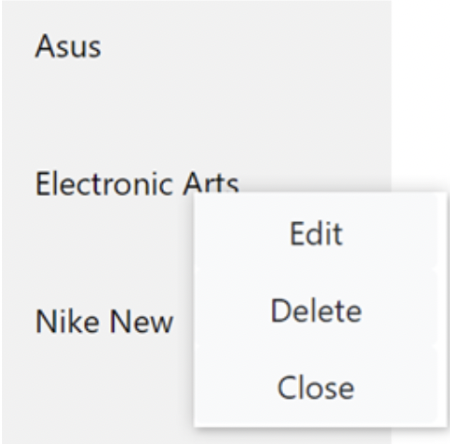 Asus
Electronic Arts
Edit
Delete
Nike New
Close